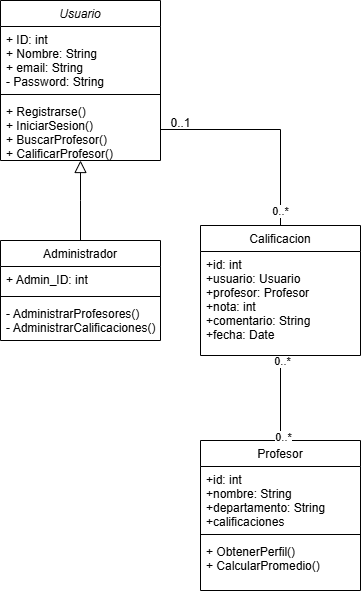 Usuario
+ ID: int
+ Nombre: String
+ email: String
- Password: String
+ Registrarse()
+ IniciarSesion()
+ BuscarProfesor()
+ CalificarProfesor()
0..1
0..*
Administrador
+ Admin_ID: int
- AdministrarProfesores()
- AdministrarCalificaciones()
Calificacion
+id: int
+usuario: Usuario
+profesor: Profesor
+nota: int
+comentario: String
+fecha: Date
0..*
0..*
Profesor
+id: int
+nombre: String
+departamento: String
+calificaciones
+ ObtenerPerfil()
+ CalcularPromedio()